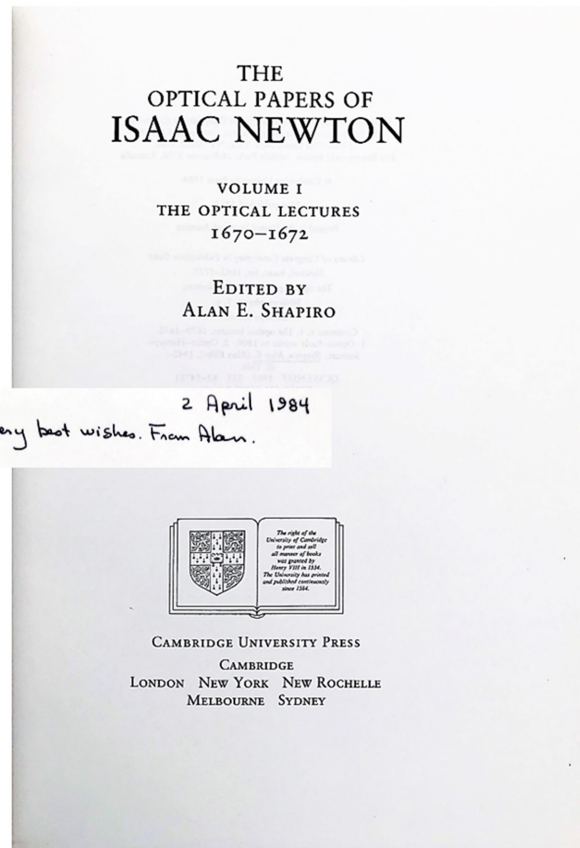 THE
OPTICAL PAPERS OF
ISAAC NEWTON
VOLUME I
THE OPTICAL LECTURES
1670–1672
EDITED BY
ALAN E. SHAPIRO
2 April 1984
best wishes. From Alan.
The right of the
University of Cambridge
to print and sell
all manner of books
was granted by
Henry VIII in 1534.
The University has printed
and published continuously
since 1584.
CAMBRIDGE UNIVERSITY PRESS
CAMBRIDGE
LONDON NEW YORK NEW ROCHELLE
MELBOURNE SYDNEY